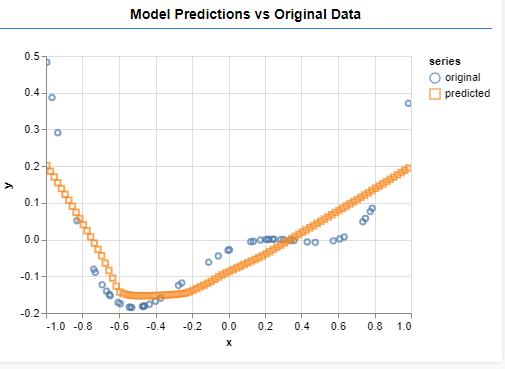 Model Predictions vs Original Data
series
original
predicted
y
0.5
0.4
0.3
0.2
0.1
0.0
-0.1
-0.2
-1.0 -0.8 -0.6 -0.4 -0.2 0.0 0.2 0.4 0.6 0.8 1.0
x